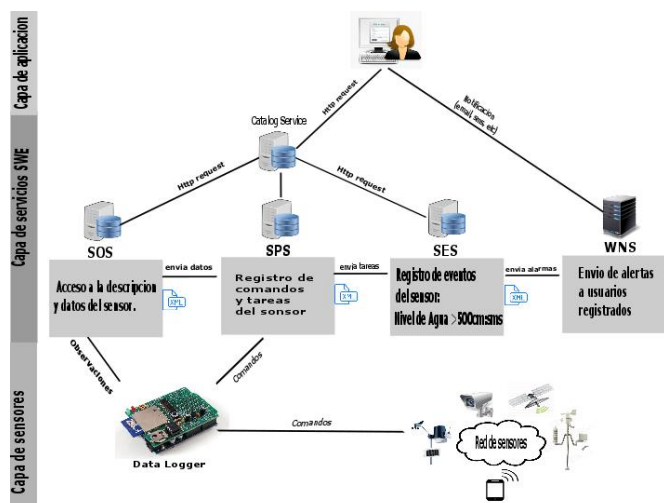 Capa de aplicacion
Http request
Notificacion
(email, sms, etc)
Catalog Service
Capa de servicios SWE
Http request
Http request
SOS
SPS
SES
WNS
Acceso a la descripcion
y datos del sensor.
XML
envia datos
Registro de
comandos
y tareas
del sonsor
XML
envia tareas
Registro de eventos
del sensor:
Nivel de Agua >500cm:sms
XML
envia alarmas
Envio de alertas
a usuarios
registrados
Observaciones
Comandos
Capa de sensores
Data Logger
Comandos
Red de sensores